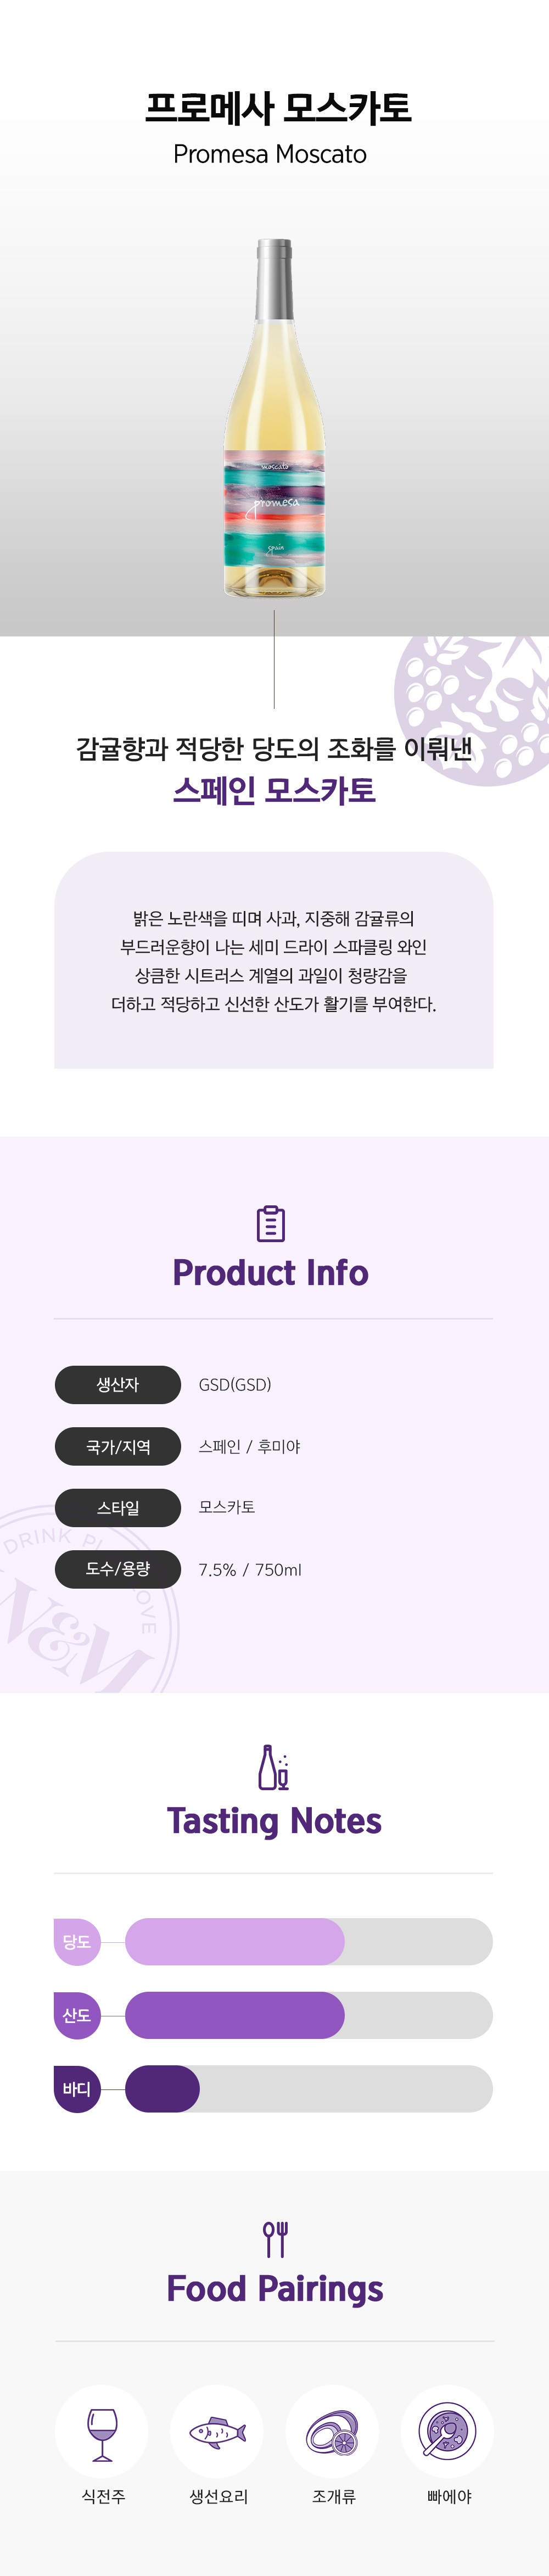 프로메사 모스카토
Promesa Moscato
moscato
promesa
spain
감귤향과 적당한 당도의 조화를 이뤄낸
스페인 모스카토
밝은 노란색을 띠며 사과, 지중해 감귤류의
부드러운향이 나는 세미 드라이 스파클링 와인
상큼한 시트러스 계열의 과일이 청량감을
더하고 적당하고 신선한 산도가 활기를 부여한다.
Product Info
생산자 GSD(GSD)
국가/지역 스페인 / 후미야
스타일 모스카토
도수/용량 7.5% / 750ml
DRINK
W&M
Tasting Notes
당도
산도
바디
Food Pairings
식전주 생선요리 조개류 빠에야